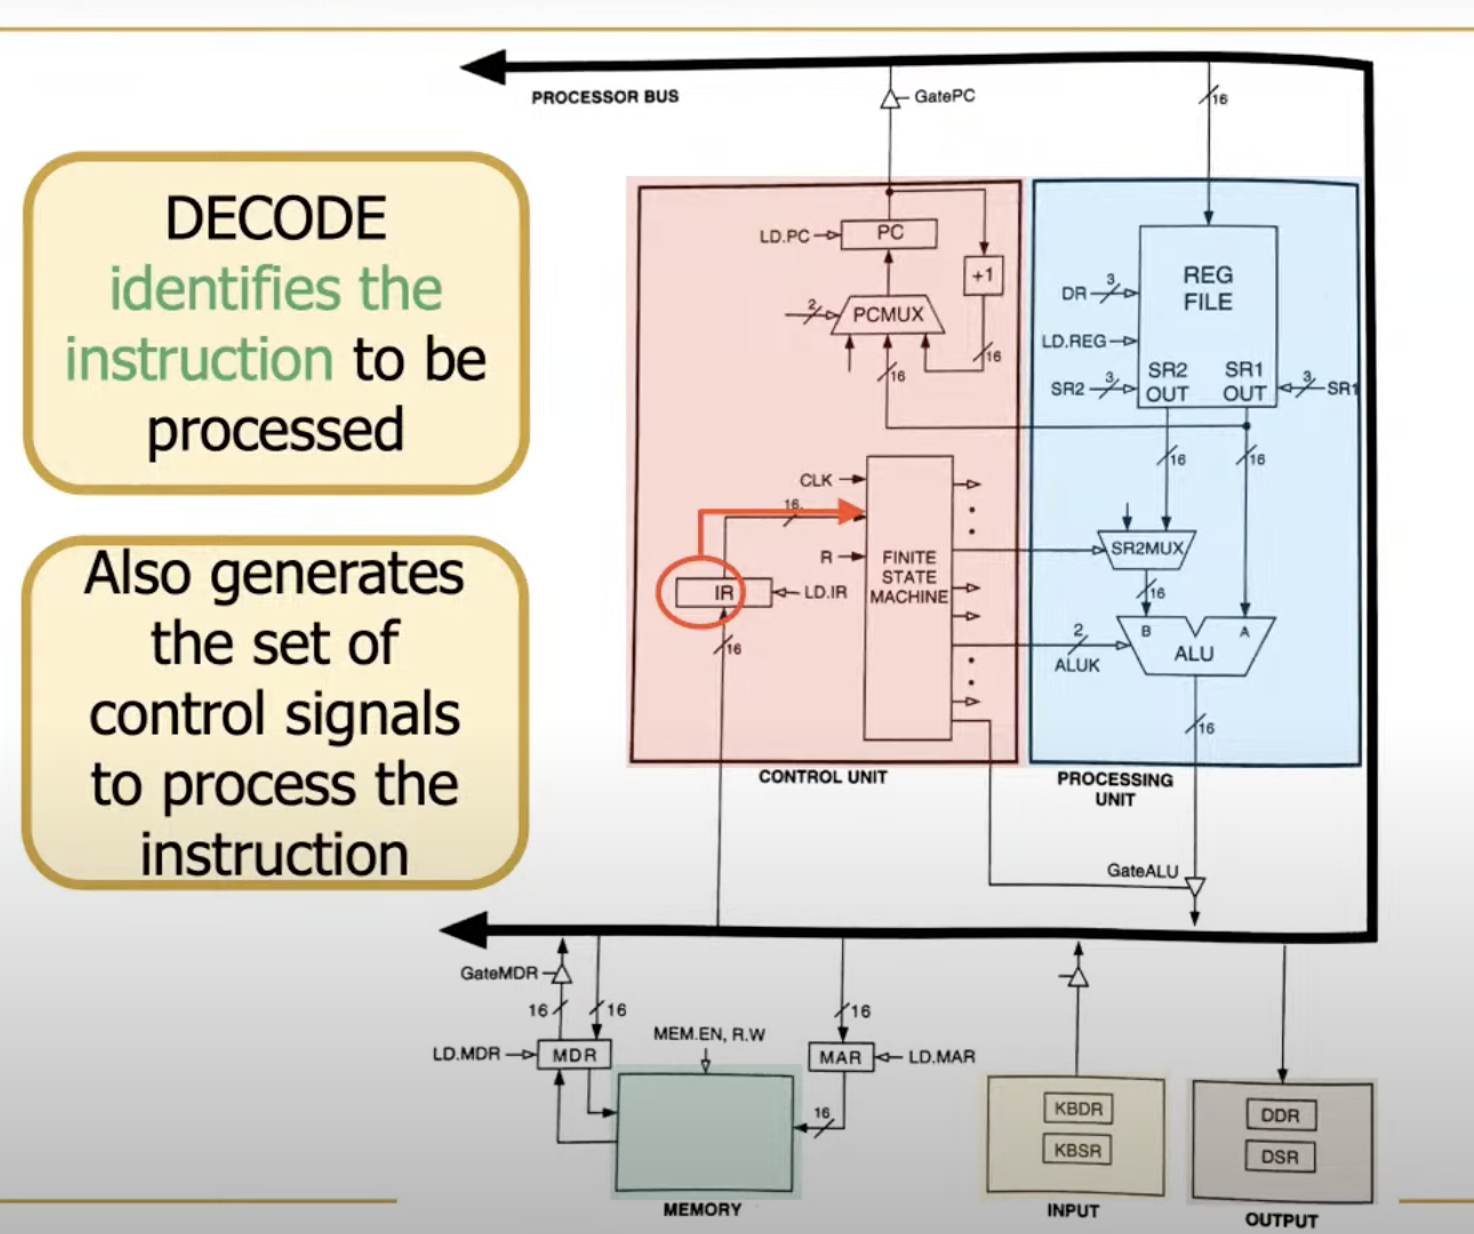 PROCESSOR BUS
GatePC
16
DECODE
identifies the
instruction to be
processed
Also generates
the set of
control signals
to process the
instruction
LD.PC
PC
+1
2
PCMUX
16
16
CLK
16
R
FINITE
STATE
MACHINE
IR
LD.IR
16
CONTROL UNIT
REG
FILE
DR
3
LD.REG
SR2
3
SR2
OUT
SR1
OUT
3
SR1
16
16
SR2MUX
16
2
ALUK
B
A
ALU
16
PROCESSING
UNIT
GateALU
GateMDR
16
16
16
LD.MDR
MDR
MEM.EN, R.W
MAR
LD.MAR
16
MEMORY
KBDR
KBSR
INPUT
DDR
DSR
OUTPUT